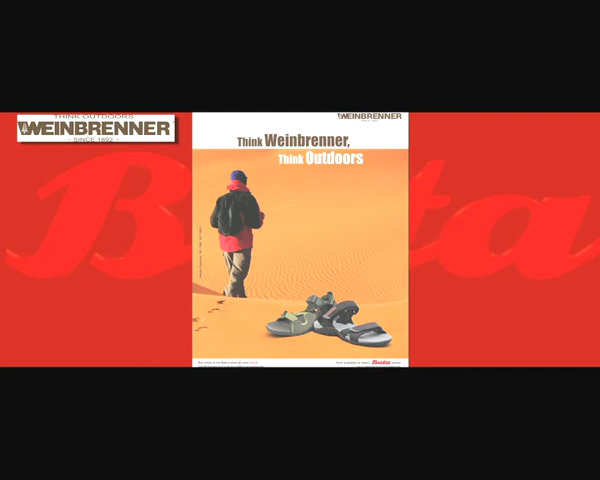 THINK OUTDOORS
WEINBRENNER
- SINCE 1892 -
Bata
WEINBRENNER
Think Weinbrenner,
Think Outdoors
Bata